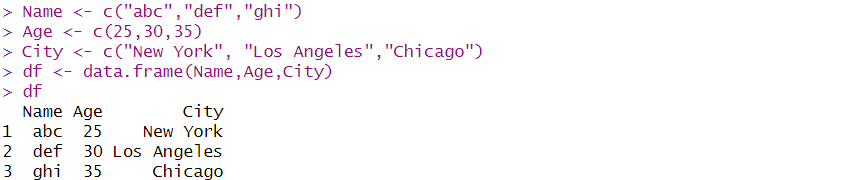 > Name <- c("abc","def","ghi")
> Age <- c(25,30,35)
> City <- c("New York", "Los Angeles","Chicago")
> df <- data.frame(Name,Age,City)
> df
  Name Age        City
1  abc  25    New York
2  def  30 Los Angeles
3  ghi  35     Chicago